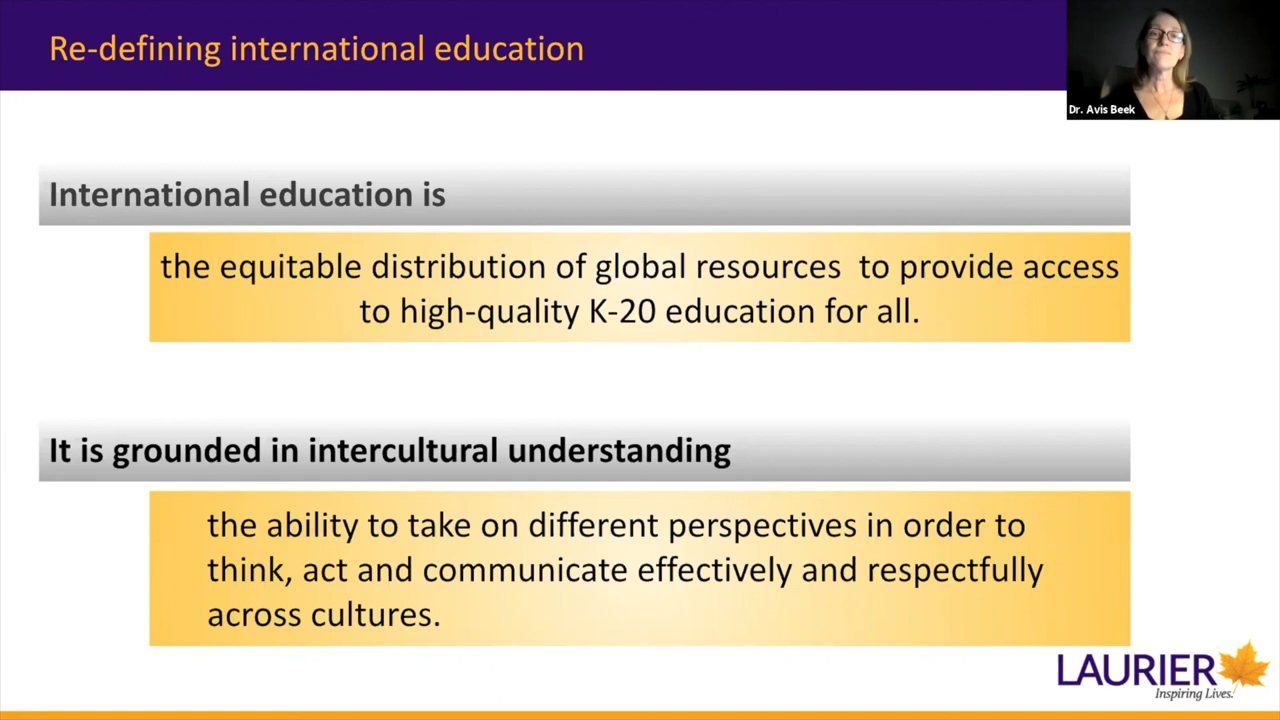 Re-defining international education
Dr. Avis Beek
International education is
the equitable distribution of global resources to provide access
to high-quality K-20 education for all.
It is grounded in intercultural understanding
the ability to take on different perspectives in order to
think, act and communicate effectively and respectfully
across cultures.
LAURIER
Inspiring Lives.